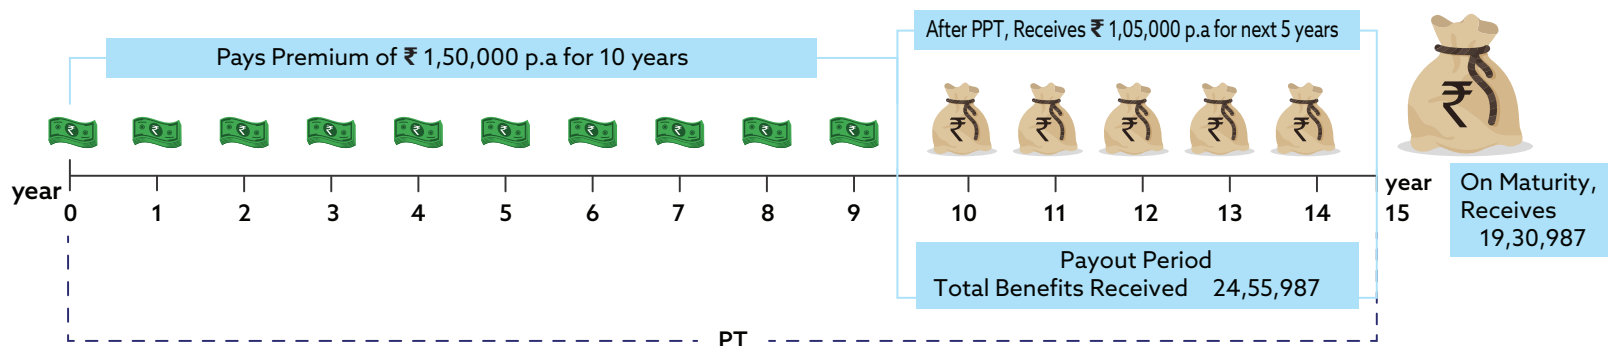 Pays Premium of ₹ 1,50,000 p.a for 10 years
After PPT, Receives ₹ 1,05,000 p.a for next 5 years
₹ ₹ ₹ ₹ ₹ ₹ ₹ ₹ ₹ ₹ ₹ ₹ ₹ ₹ ₹ ₹
year
0 1 2 3 4 5 6 7 8 9 10 11 12 13 14
year
15
On Maturity,
Receives
19,30,987
Payout Period
Total Benefits Received 24,55,987
PT